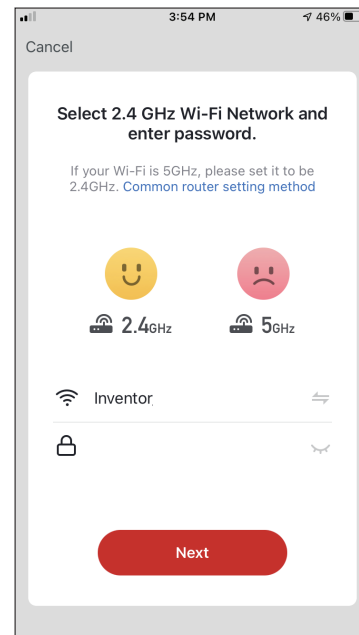 3:54 PM
46%
Cancel
Select 2.4 GHz Wi-Fi Network and
enter password.
If your Wi-Fi is 5GHz, please set it to be
2.4GHz. Common router setting method
2.4GHz
5GHz
Inventor
Next